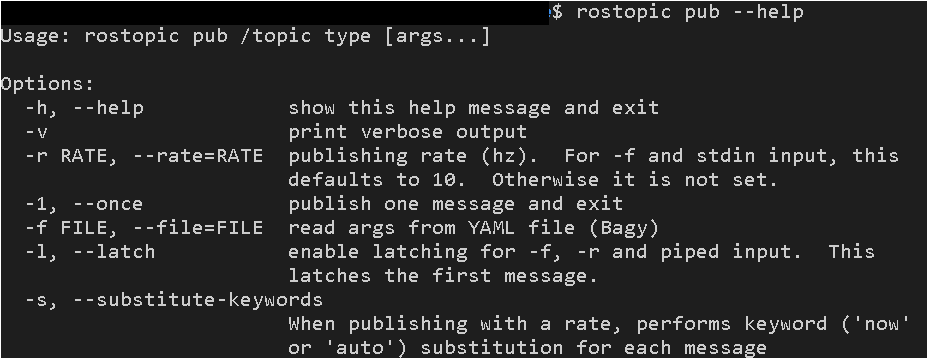 $ rostopic pub --help
Usage: rostopic pub /topic type [args...]

Options:
  -h, --help            show this help message and exit
  -v                    print verbose output
  -r RATE, --rate=RATE  publishing rate (hz).  For -f and stdin input, this
                        defaults to 10.  Otherwise it is not set.
  -1, --once            publish one message and exit
  -f FILE, --file=FILE  read args from YAML file (Bagy)
  -l, --latch           enable latching for -f, -r and piped input.  This
                        latches the first message.
  -s, --substitute-keywords
                        When publishing with a rate, performs keyword ('now'
                        or 'auto') substitution for each message